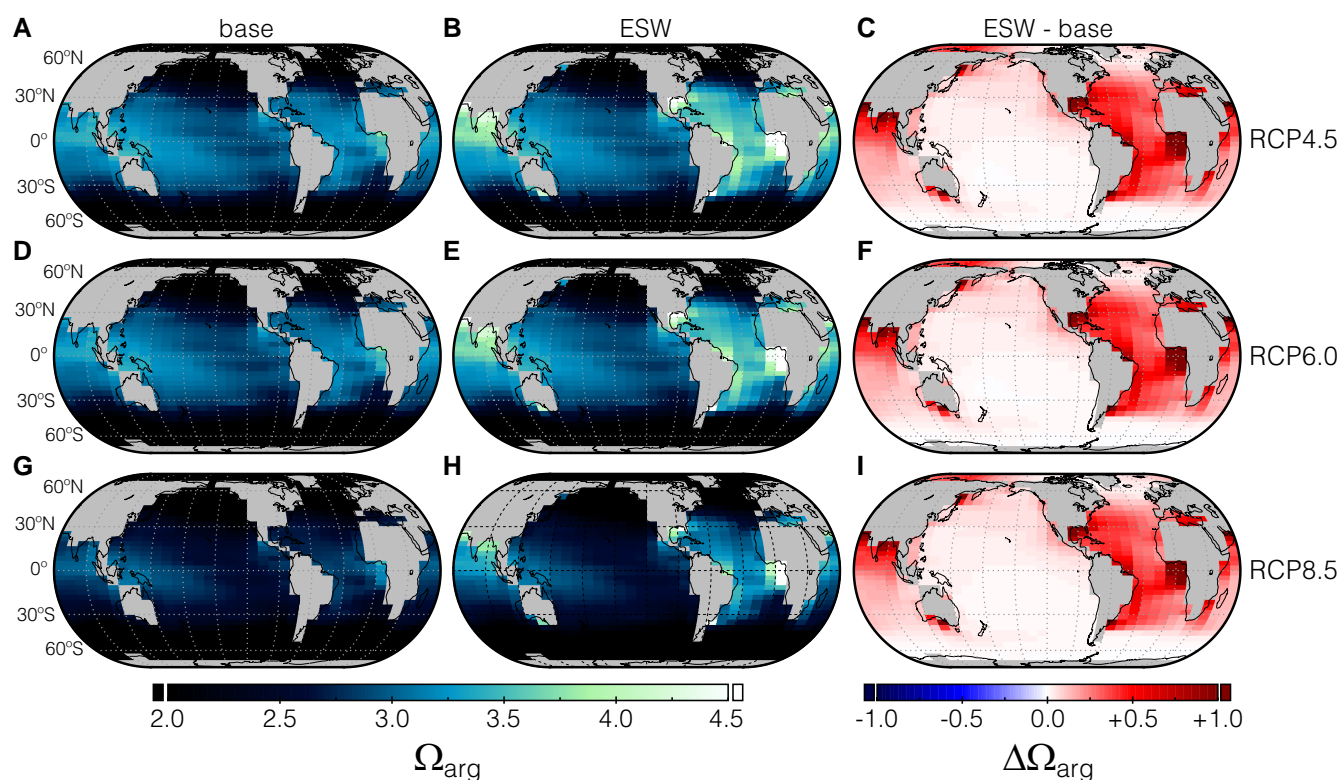 A base B ESW C ESW - base
60°N
30°N
0°
30°S
60°S
RCP4.5
D E F
60°N
30°N
0°
30°S
60°S
RCP6.0
G H I
60°N
30°N
0°
30°S
60°S
RCP8.5
2.0 2.5 3.0 3.5 4.0 4.5
Ωarg
-1.0 -0.5 0.0 +0.5 +1.0
ΔΩarg